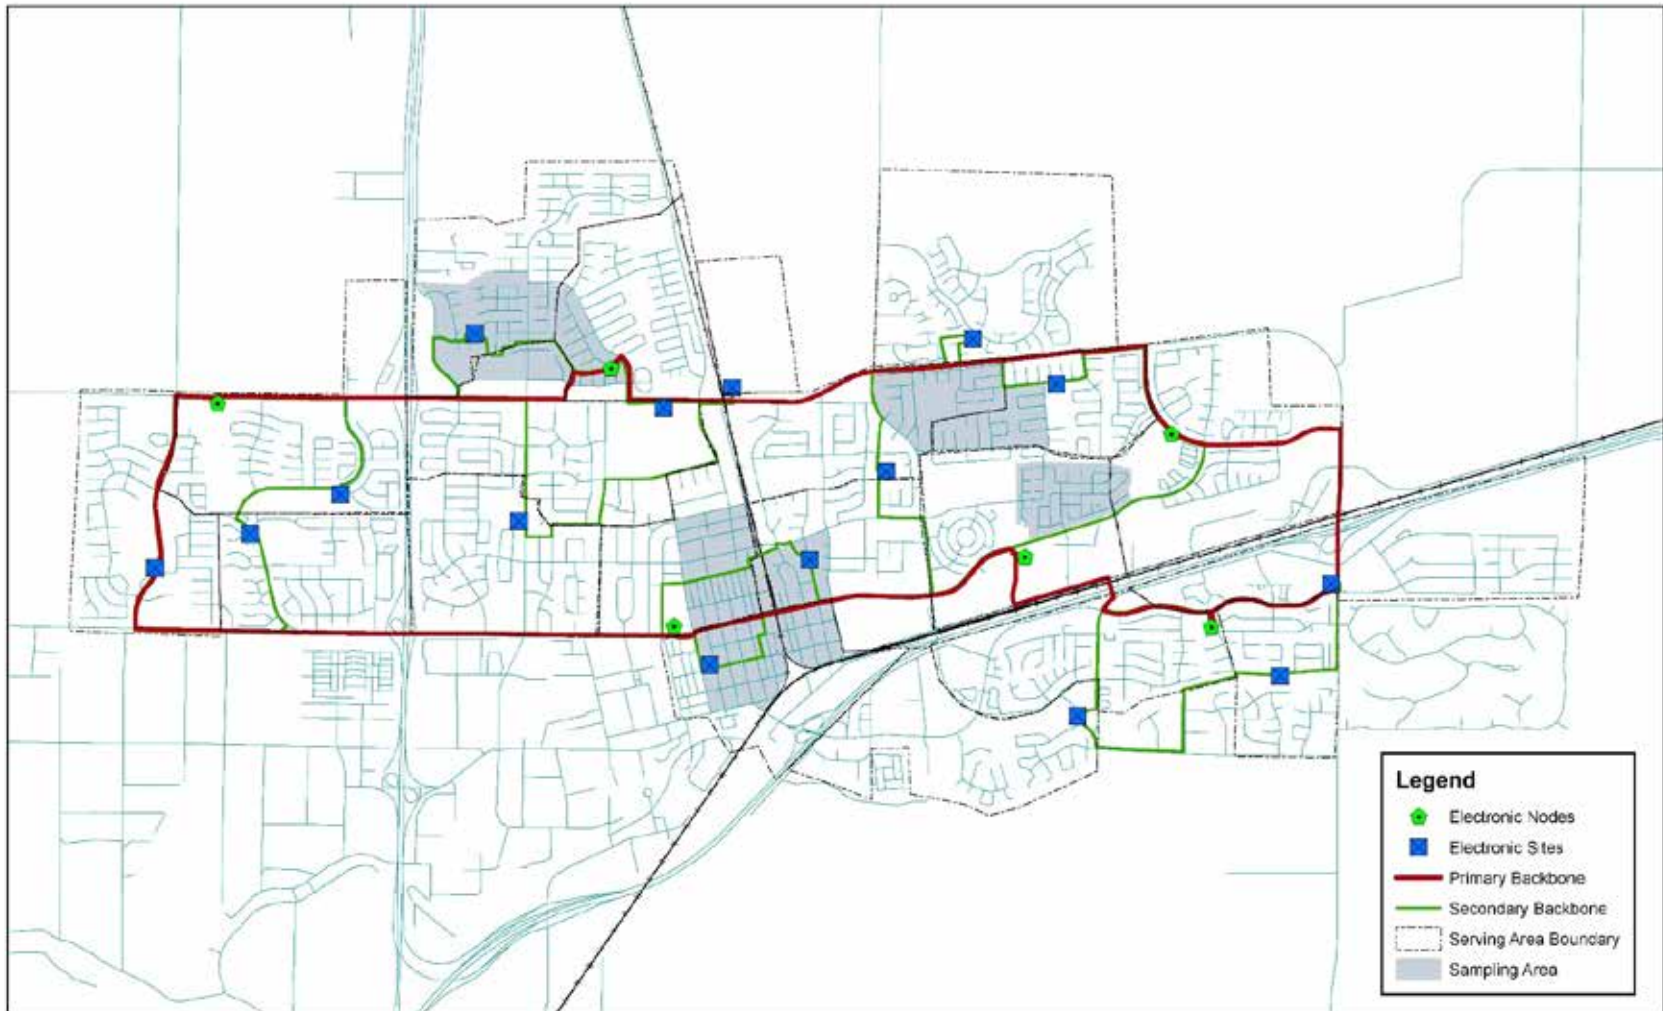 Legend
Electronic Nodes
Electronic Sites
Primary Backbone
Secondary Backbone
Serving Area Boundary
Sampling Area